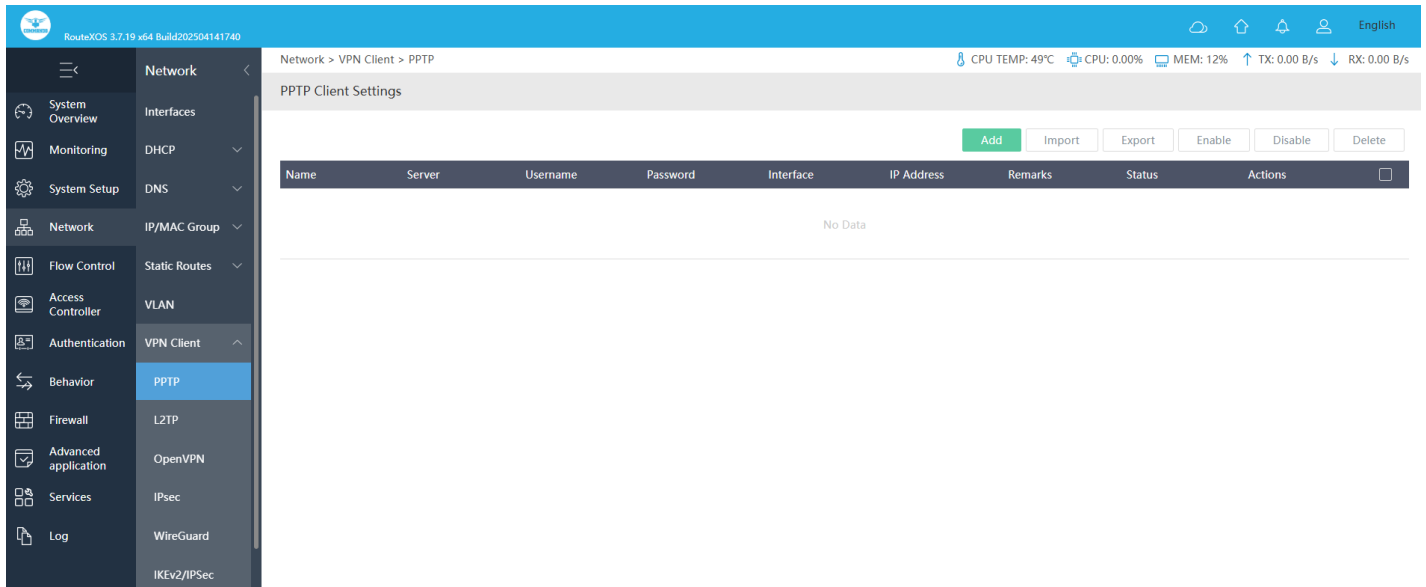 RouteXOS 3.7.19 x64 Build202504141740
English
Network
Network > VPN Client > PPTP
CPU TEMP: 49℃ CPU: 0.00% MEM: 12% TX: 0.00 B/s RX: 0.00 B/s
PPTP Client Settings
System
Overview
Monitoring
System Setup
Network
Flow Control
Access
Controller
Authentication
Behavior
Firewall
Advanced
application
Services
Log
Interfaces
DHCP
DNS
IP/MAC Group
Static Routes
VLAN
VPN Client
PPTP
L2TP
OpenVPN
IPsec
WireGuard
IKEv2/IPSec
Add Import Export Enable Disable Delete
Name Server Username Password Interface IP Address Remarks Status Actions
No Data